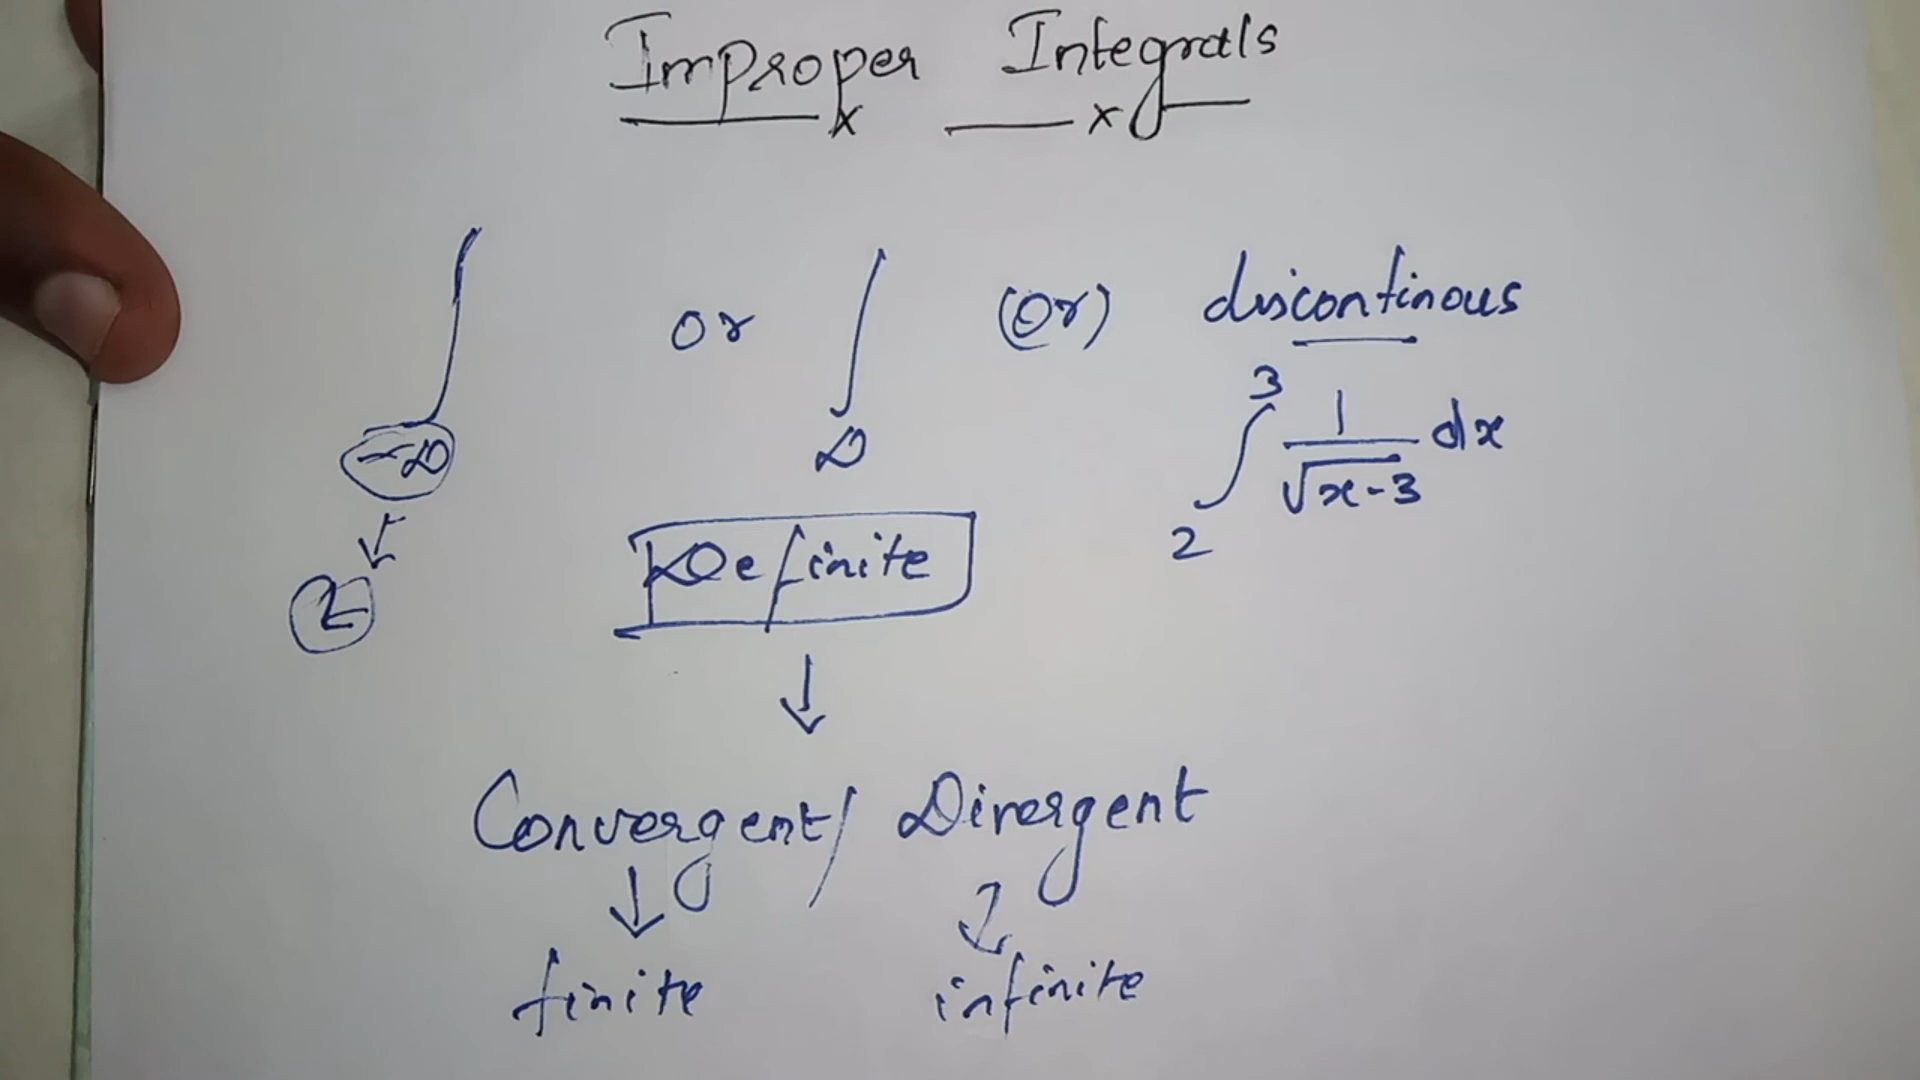 Improper Integrals
∫ or ∫ (or) discontinous
-∞ ∞ ∫ 2 3 1/√x-3 dx
t
Definite
Convergent/ Divergent
finite infinite